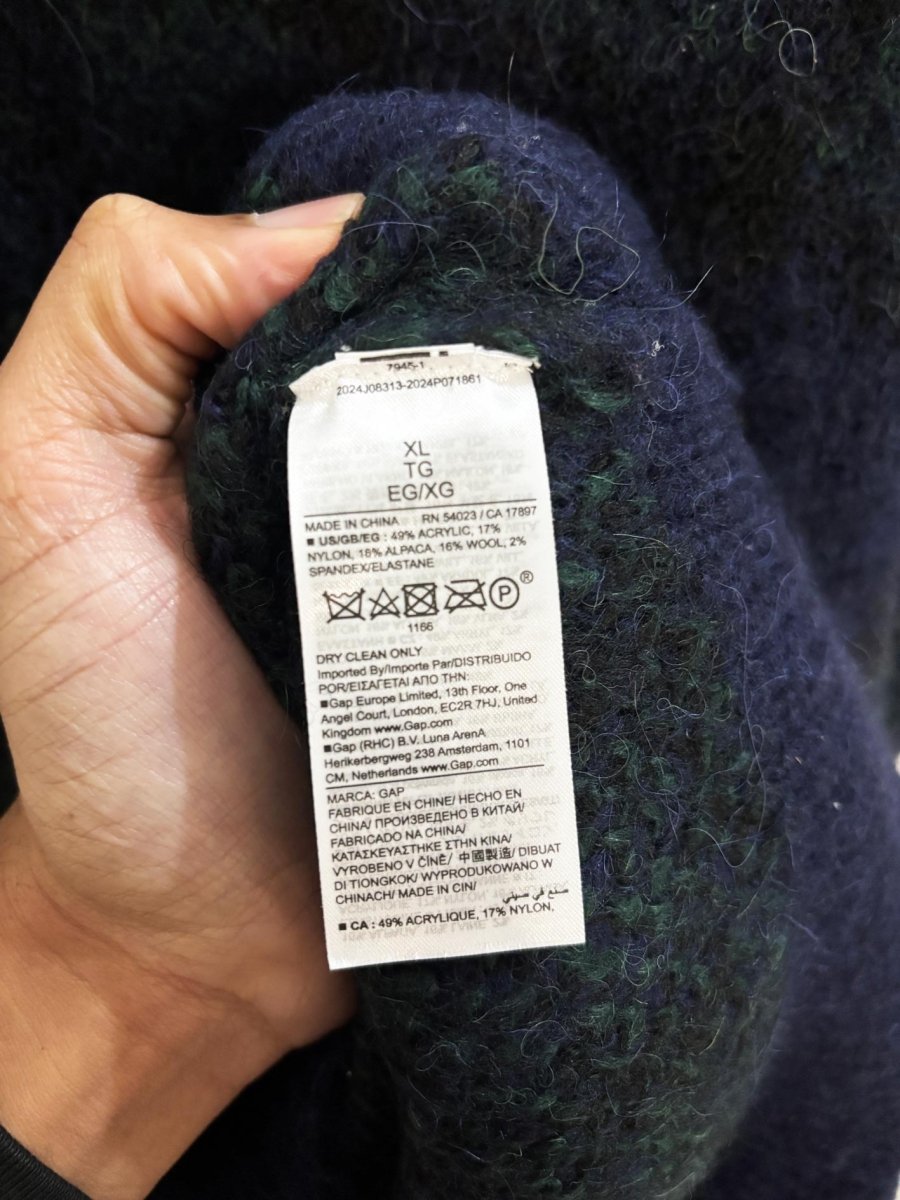 7945-1
2024J08313-2024P071861
XL
TG
EG/XG
MADE IN CHINA RN 54023 / CA 17897
■ US/GB/EG : 49% ACRYLIC, 17%
NYLON, 16% ALPACA, 16% WOOL, 2%
SPANDEX/ELASTANE
P ®
1166
DRY CLEAN ONLY
Imported By/Importe Par/DISTRIBUIDO
POR/ΕΙΣΑΓΕΤΑΙ ΑΠΟ ΤΗΝ:
■Gap Europe Limited, 13th Floor, One
Angel Court, London, EC2R 7HJ, United
Kingdom www.Gap.com
■Gap (RHC) B.V. Luna ArenA
Herikerbergweg 238 Amsterdam, 1101
CM, Netherlands www.Gap.com
MARCA: GAP
FABRIQUE EN CHINE/ HECHO EN
CHINA/ ПРОИЗВЕДЕНО В КИТАЙ/
FABRICADO NA CHINA/
ΚΑΤΑΣΚΕΥΑΣΤΗΚΕ ΣΤΗΝ ΚΙΝΑ/
VYROBENO V ČÍNĚ/ 中國製造/ DIBUAT
DI TIONGKOK/ WYPRODUKOWANO W
CHINACH/ MADE IN CIN/
صنع في صيني
■ CA : 49% ACRYLIQUE, 17% NYLON,